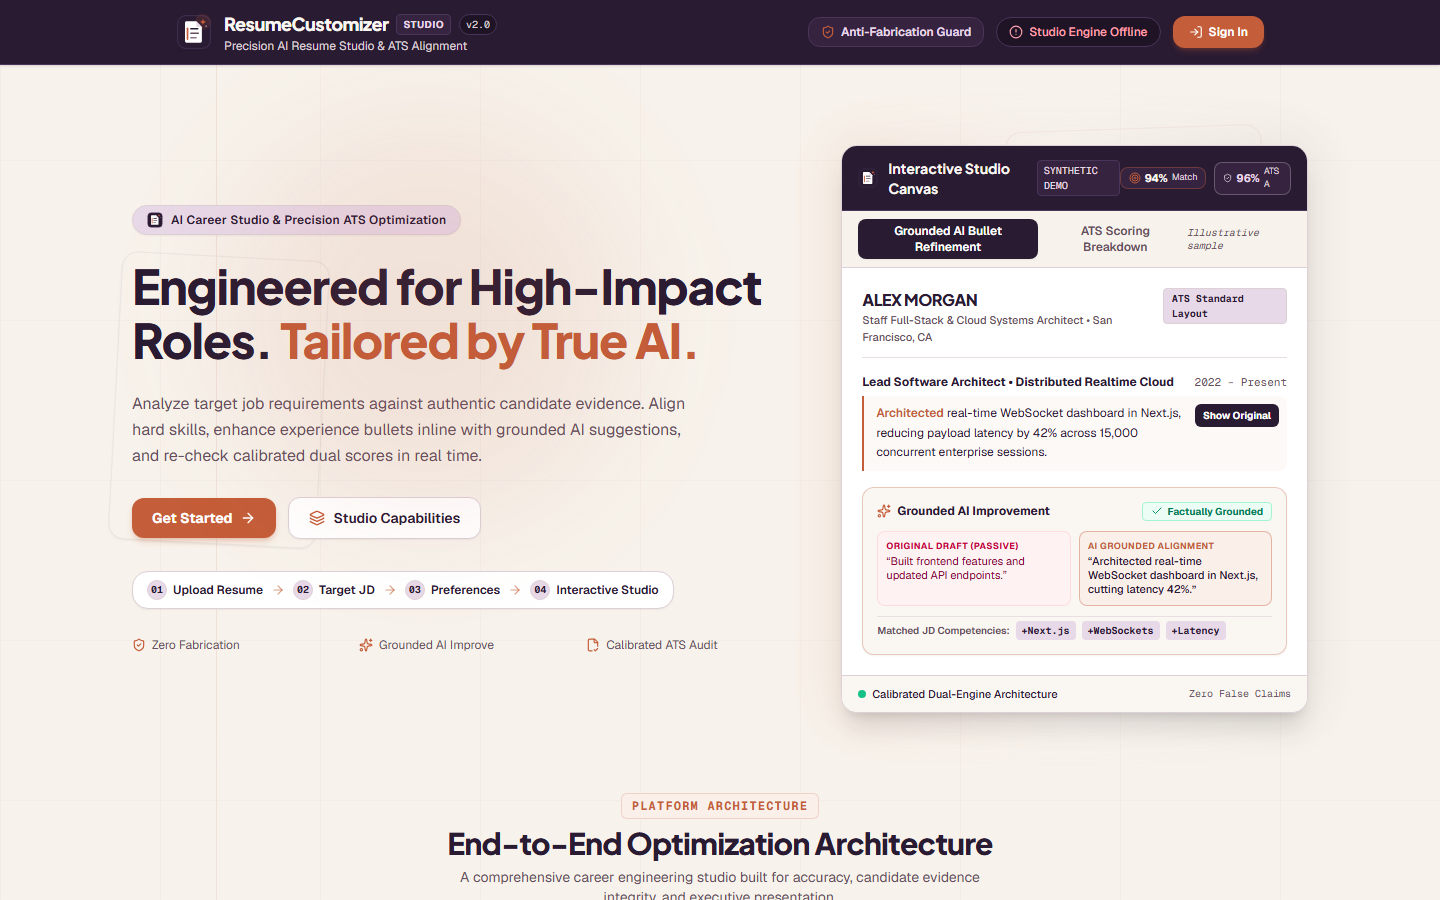 ResumeCustomizer STUDIO v2.0
Precision AI Resume Studio & ATS Alignment
Anti-Fabrication Guard
Studio Engine Offline
Sign In
AI Career Studio & Precision ATS Optimization
Engineered for High-Impact
Roles. Tailored by True AI.
Analyze target job requirements against authentic candidate evidence. Align
hard skills, enhance experience bullets inline with grounded AI suggestions,
and re-check calibrated dual scores in real time.
Get Started
Studio Capabilities
01 Upload Resume 02 Target JD 03 Preferences 04 Interactive Studio
Zero Fabrication
Grounded AI Improve
Calibrated ATS Audit
Interactive Studio
Canvas
SYNTHETIC
DEMO
94% Match
96% ATS
A
Grounded AI Bullet
Refinement
ATS Scoring
Breakdown
Illustrative
sample
ALEX MORGAN
Staff Full-Stack & Cloud Systems Architect • San
Francisco, CA
ATS Standard
Layout
Lead Software Architect • Distributed Realtime Cloud
2022 - Present
Architected real-time WebSocket dashboard in Next.js,
reducing payload latency by 42% across 15,000
concurrent enterprise sessions.
Show Original
Grounded AI Improvement
Factually Grounded
ORIGINAL DRAFT (PASSIVE)
“Built frontend features and
updated API endpoints.”
AI GROUNDED ALIGNMENT
“Architected real-time
WebSocket dashboard in Next.js,
cutting latency 42%.”
Matched JD Competencies: +Next.js +WebSockets +Latency
Calibrated Dual-Engine Architecture
Zero False Claims
PLATFORM ARCHITECTURE
End-to-End Optimization Architecture
A comprehensive career engineering studio built for accuracy, candidate evidence
integrity, and executive presentation.